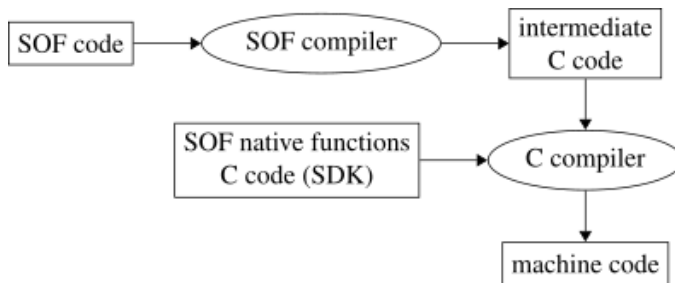 SOF code
SOF compiler
intermediate
C code
SOF native functions
C code (SDK)
C compiler
machine code